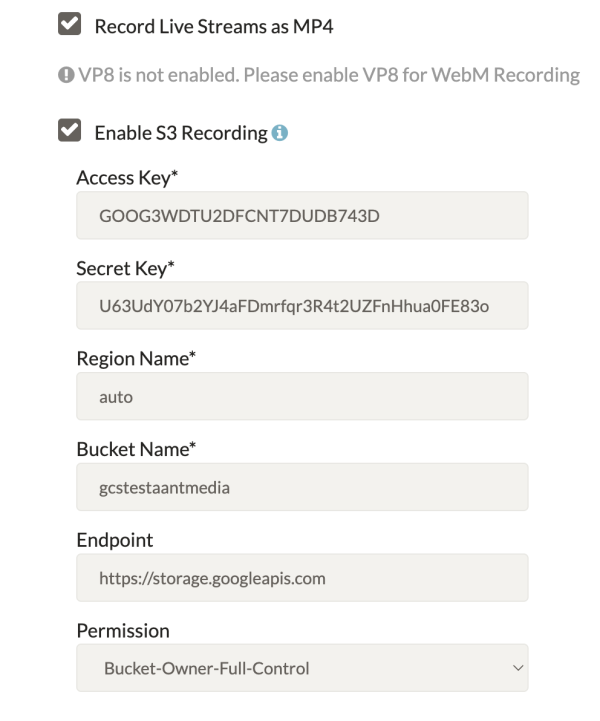 Record Live Streams as MP4
VP8 is not enabled. Please enable VP8 for WebM Recording
Enable S3 Recording
Access Key*
GOOG3WDTU2DFCNT7DUDB743D
Secret Key*
U63UdY07b2YJ4aFDmrfqr3R4t2UZFnHhua0FE83o
Region Name*
auto
Bucket Name*
gcstestaantmedia
Endpoint
https://storage.googleapis.com
Permission
Bucket-Owner-Full-Control